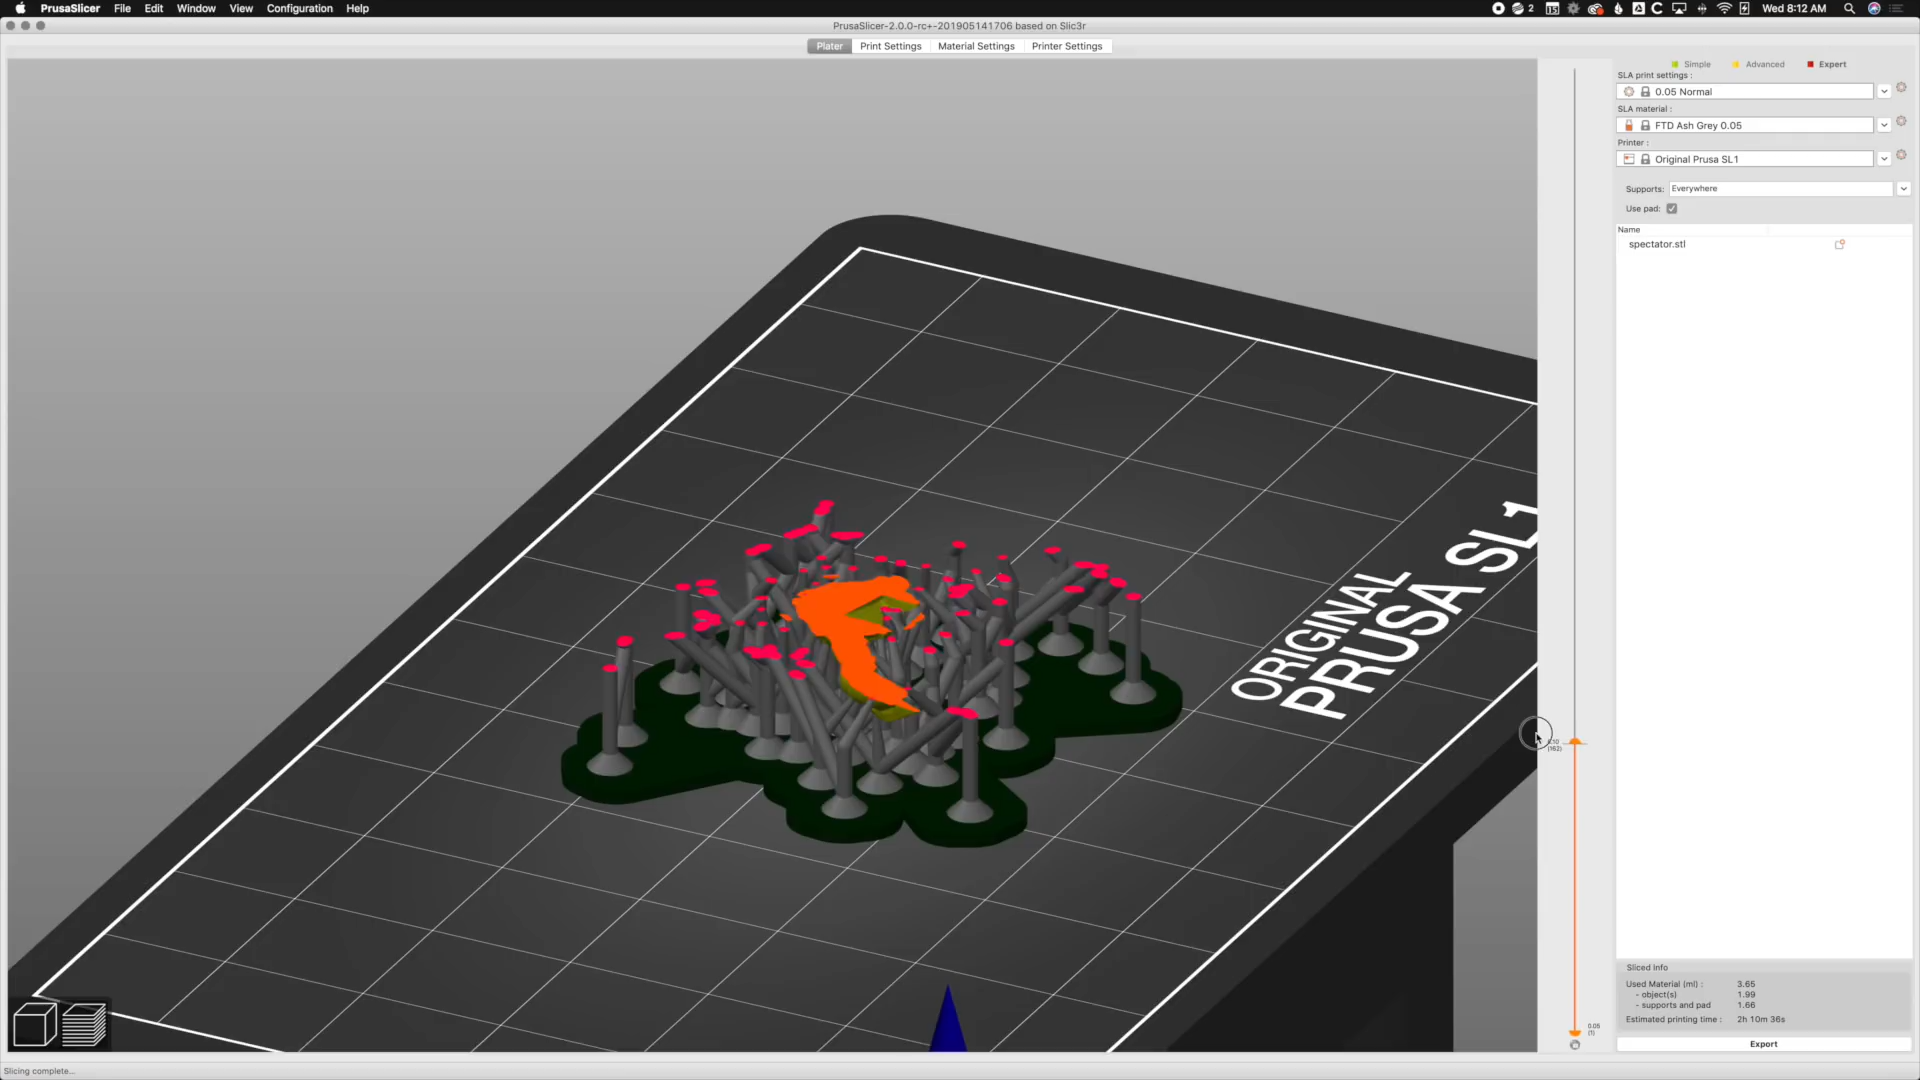 PrusaSlicer File Edit Window View Configuration Help
2 Wed 8:12 AM
PrusaSlicer-2.0.0-rc+-201905141706 based on Slic3r
Plater Print Settings Material Settings Printer Settings
Simple Advanced Expert
SLA print settings :
0.05 Normal
SLA material :
FTD Ash Grey 0.05
Printer :
Original Prusa SL1
Supports: Everywhere
Use pad:
Name
spectator.stl
ORIGINAL
PRUSA SL1
(162)
Sliced Info
Used Material (ml) : 3.65
- object(s) 1.99
- supports and pad 1.66
Estimated printing time : 2h 10m 36s
0.05
(1)
Export
Slicing complete...